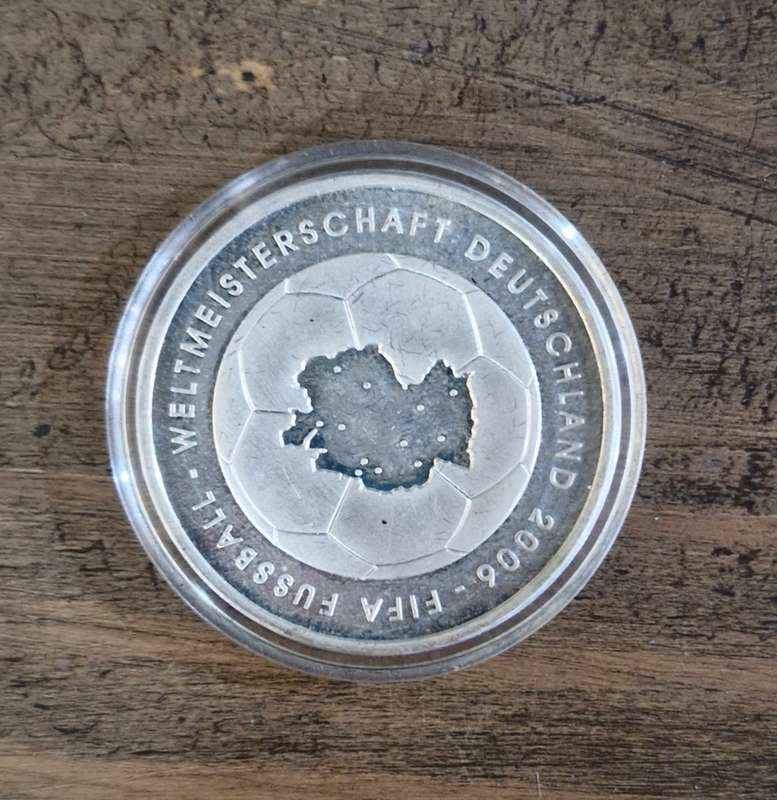 FIFA FUSSBALL - WELTMEISTERSCHAFT DEUTSCHLAND 2006 -